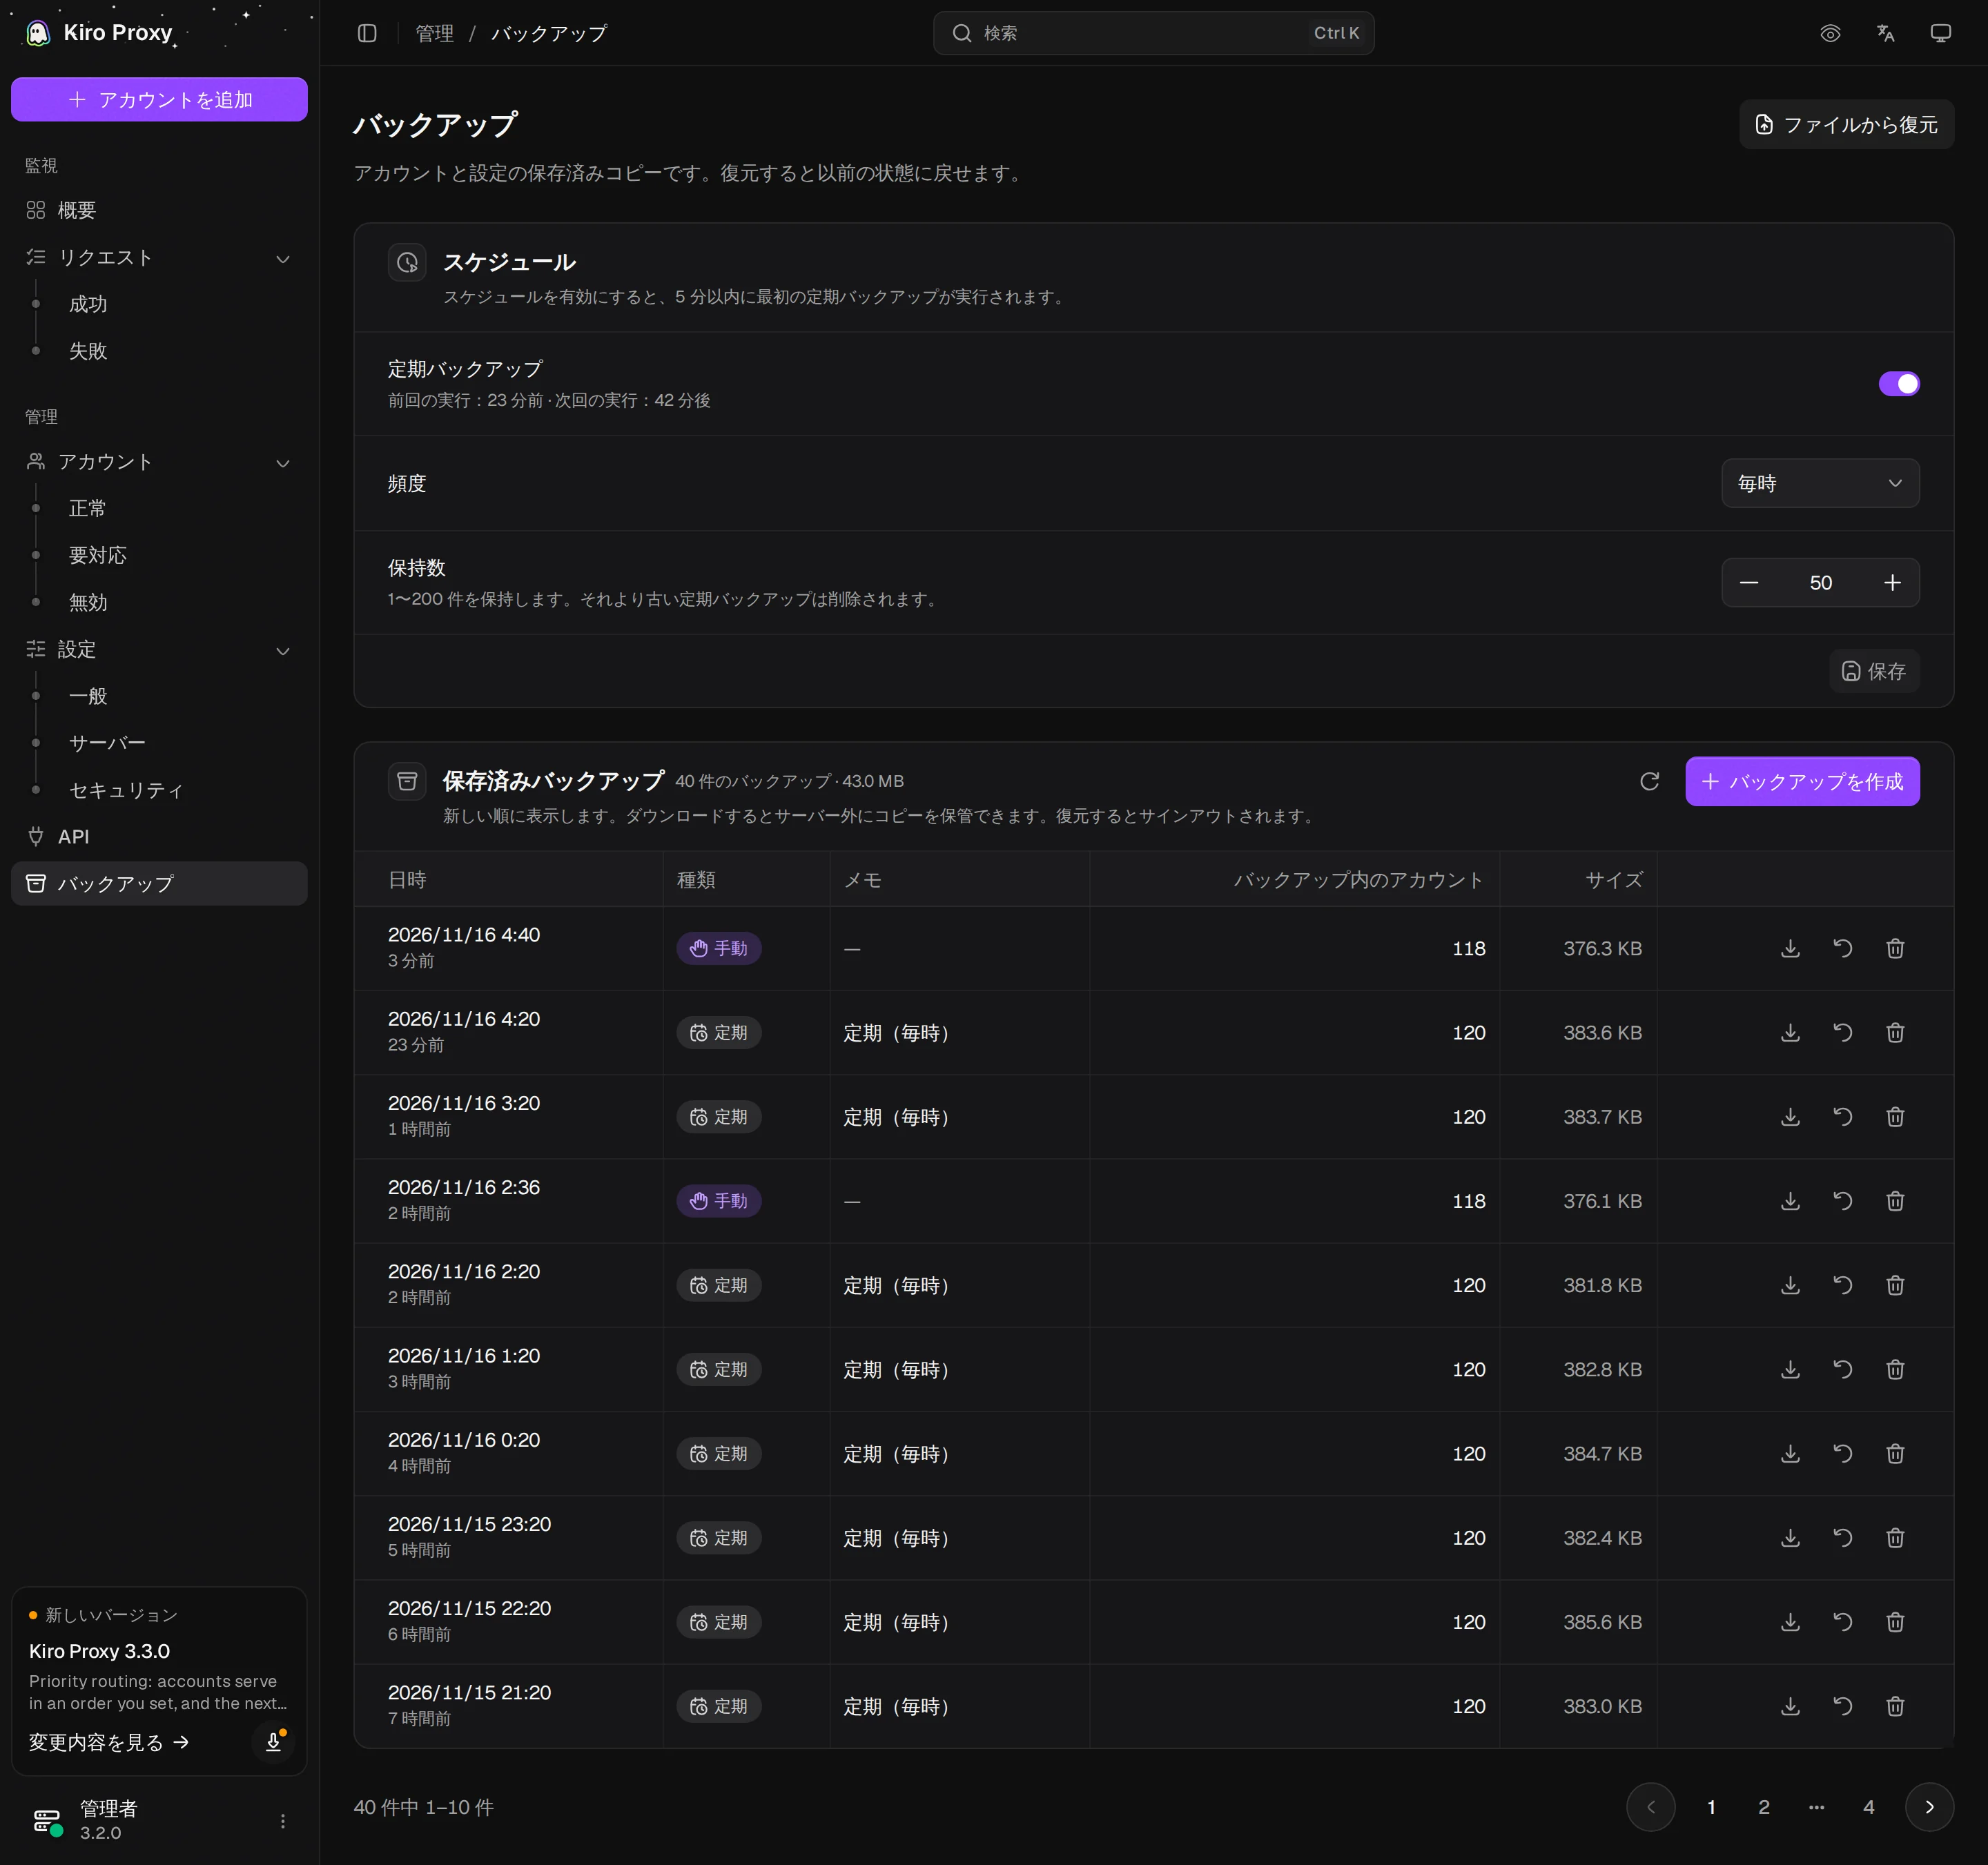 Kiro Proxy
管理 / バックアップ
検索
Ctrl K
アカウントを追加
監視
概要
リクエスト
成功
失敗
管理
アカウント
正常
要対応
無効
設定
一般
サーバー
セキュリティ
API
バックアップ
新しいバージョン
Kiro Proxy 3.3.0
Priority routing: accounts serve
in an order you set, and the next...
変更内容を見る →
管理者
3.2.0
バックアップ
ファイルから復元
アカウントと設定の保存済みコピーです。復元すると以前の状態に戻せます。
スケジュール
スケジュールを有効にすると、5 分以内に最初の定期バックアップが実行されます。
定期バックアップ
前回の実行：23 分前 · 次回の実行：42 分後
頻度
毎時
保持数
1〜200 件を保持します。それより古い定期バックアップは削除されます。
50
保存
保存済みバックアップ 40 件のバックアップ · 43.0 MB
バックアップを作成
新しい順に表示します。ダウンロードするとサーバー外にコピーを保管できます。復元するとサインアウトされます。
日時 種類 メモ バックアップ内のアカウント サイズ
2026/11/16 4:40
3 分前
手動 — 118 376.3 KB
2026/11/16 4:20
23 分前
定期 定期（毎時） 120 383.6 KB
2026/11/16 3:20
1 時間前
定期 定期（毎時） 120 383.7 KB
2026/11/16 2:36
2 時間前
手動 — 118 376.1 KB
2026/11/16 2:20
2 時間前
定期 定期（毎時） 120 381.8 KB
2026/11/16 1:20
3 時間前
定期 定期（毎時） 120 382.8 KB
2026/11/16 0:20
4 時間前
定期 定期（毎時） 120 384.7 KB
2026/11/15 23:20
5 時間前
定期 定期（毎時） 120 382.4 KB
2026/11/15 22:20
6 時間前
定期 定期（毎時） 120 385.6 KB
2026/11/15 21:20
7 時間前
定期 定期（毎時） 120 383.0 KB
40 件中 1–10 件
1 2 ··· 4